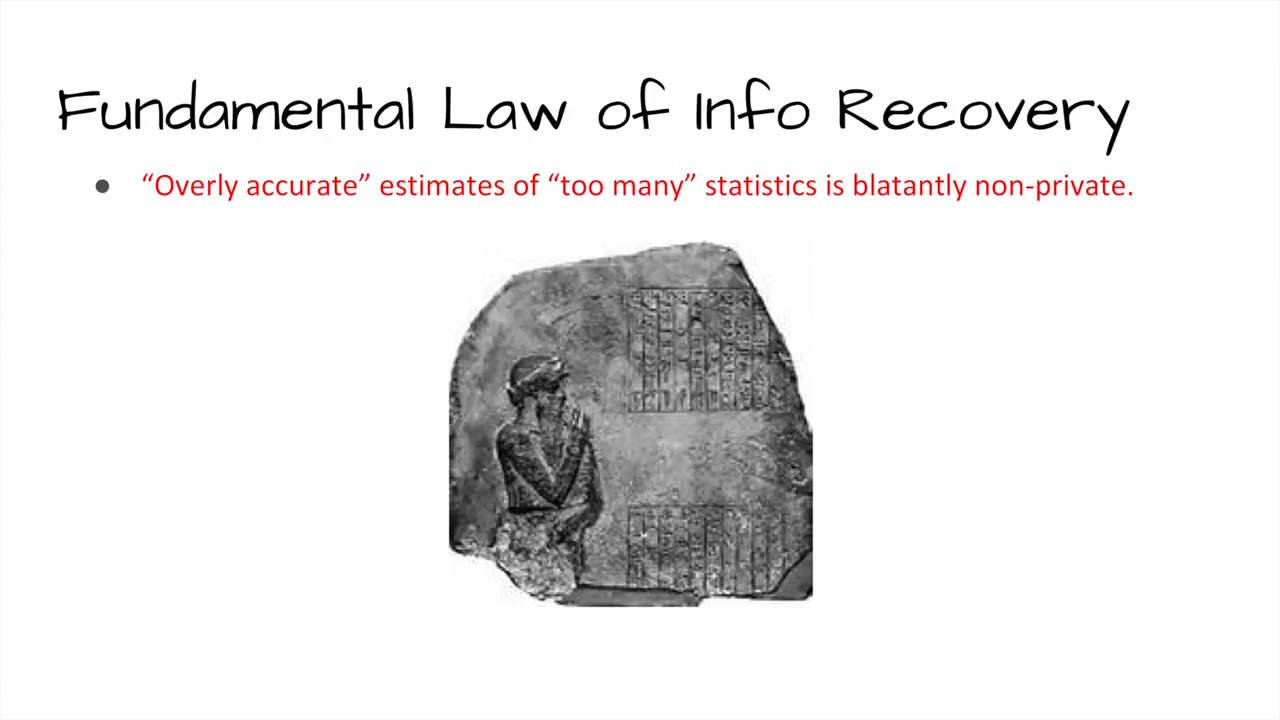 Fundamental Law of Info Recovery
● “Overly accurate” estimates of “too many” statistics is blatantly non-private.